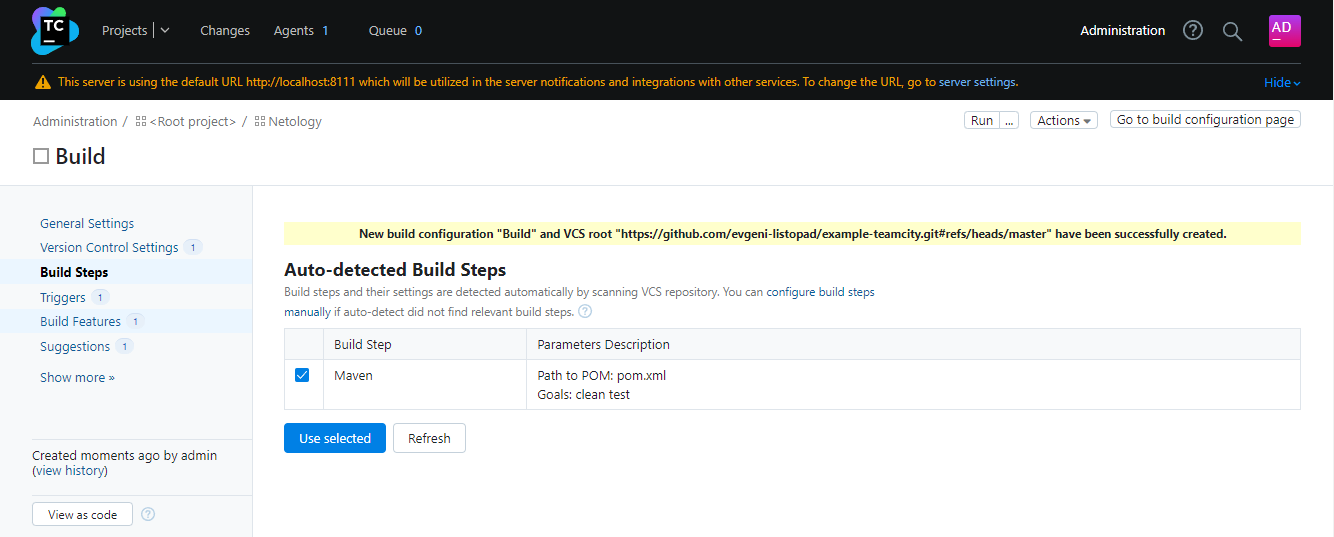 TC
Projects
Changes
Agents 1
Queue 0
Administration
AD
This server is using the default URL http://localhost:8111 which will be utilized in the server notifications and integrations with other services. To change the URL, go to server settings.
Hide
Administration / <Root project> / Netology
Run ...
Actions
Go to build configuration page
Build
General Settings
Version Control Settings 1
Build Steps
Triggers 1
Build Features 1
Suggestions 1
Show more »
Created moments ago by admin
(view history)
View as code ?
New build configuration "Build" and VCS root "https://github.com/evgeni-listopad/example-teamcity.git#refs/heads/master" have been successfully created.
Auto-detected Build Steps
Build steps and their settings are detected automatically by scanning VCS repository. You can configure build steps
manually if auto-detect did not find relevant build steps. ?
Build Step Parameters Description
Maven Path to POM: pom.xml
Goals: clean test
Use selected Refresh